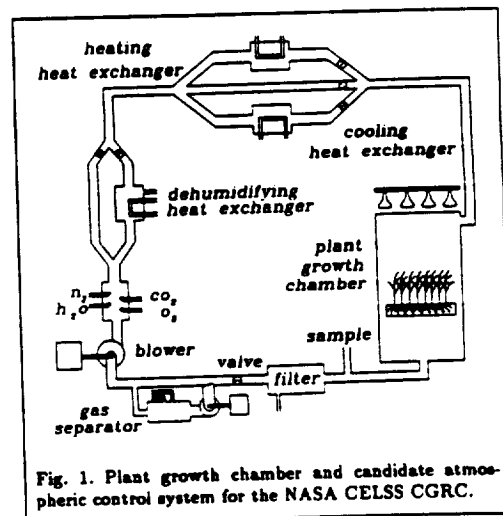 heating
heat exchanger
cooling
heat exchanger
dehumidifying
heat exchanger
plant
growth
chamber
n₂
h₂o
co₂
o₂
sample
blower
valve
filter
gas
separator
Fig. 1. Plant growth chamber and candidate atmos-
pheric control system for the NASA CELSS CGRC.